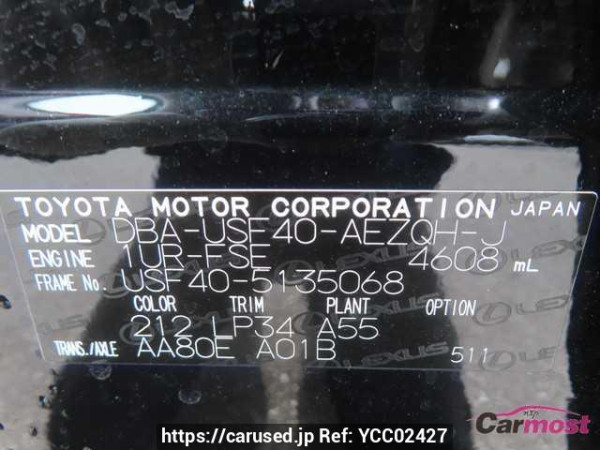 TOYOTA MOTOR CORPORATION JAPAN
MODEL DBA-USF40-AEZQH-J
ENGINE 1UR-FSE 4608 mL
FRAME No. USF40-5135068
COLOR TRIM PLANT OPTION
212 LP34 A55
TRANS./AXLE AA80E A01B 511
LEXUS
Carmost
https://carused.jp Ref: YCC02427